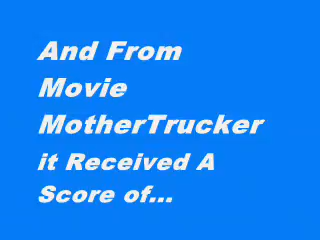 And From
Movie
MotherTrucker
it Received A
Score of...